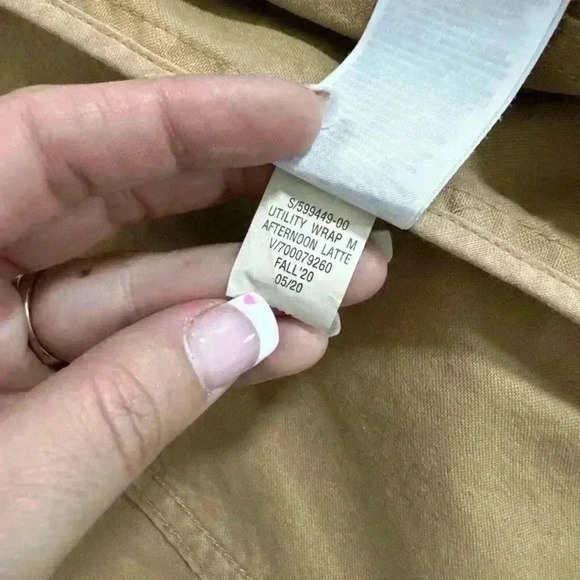 S/599449-00
UTILITY WRAP M
AFTERNOON LATTE
V/700079260
FALL'20
05/20